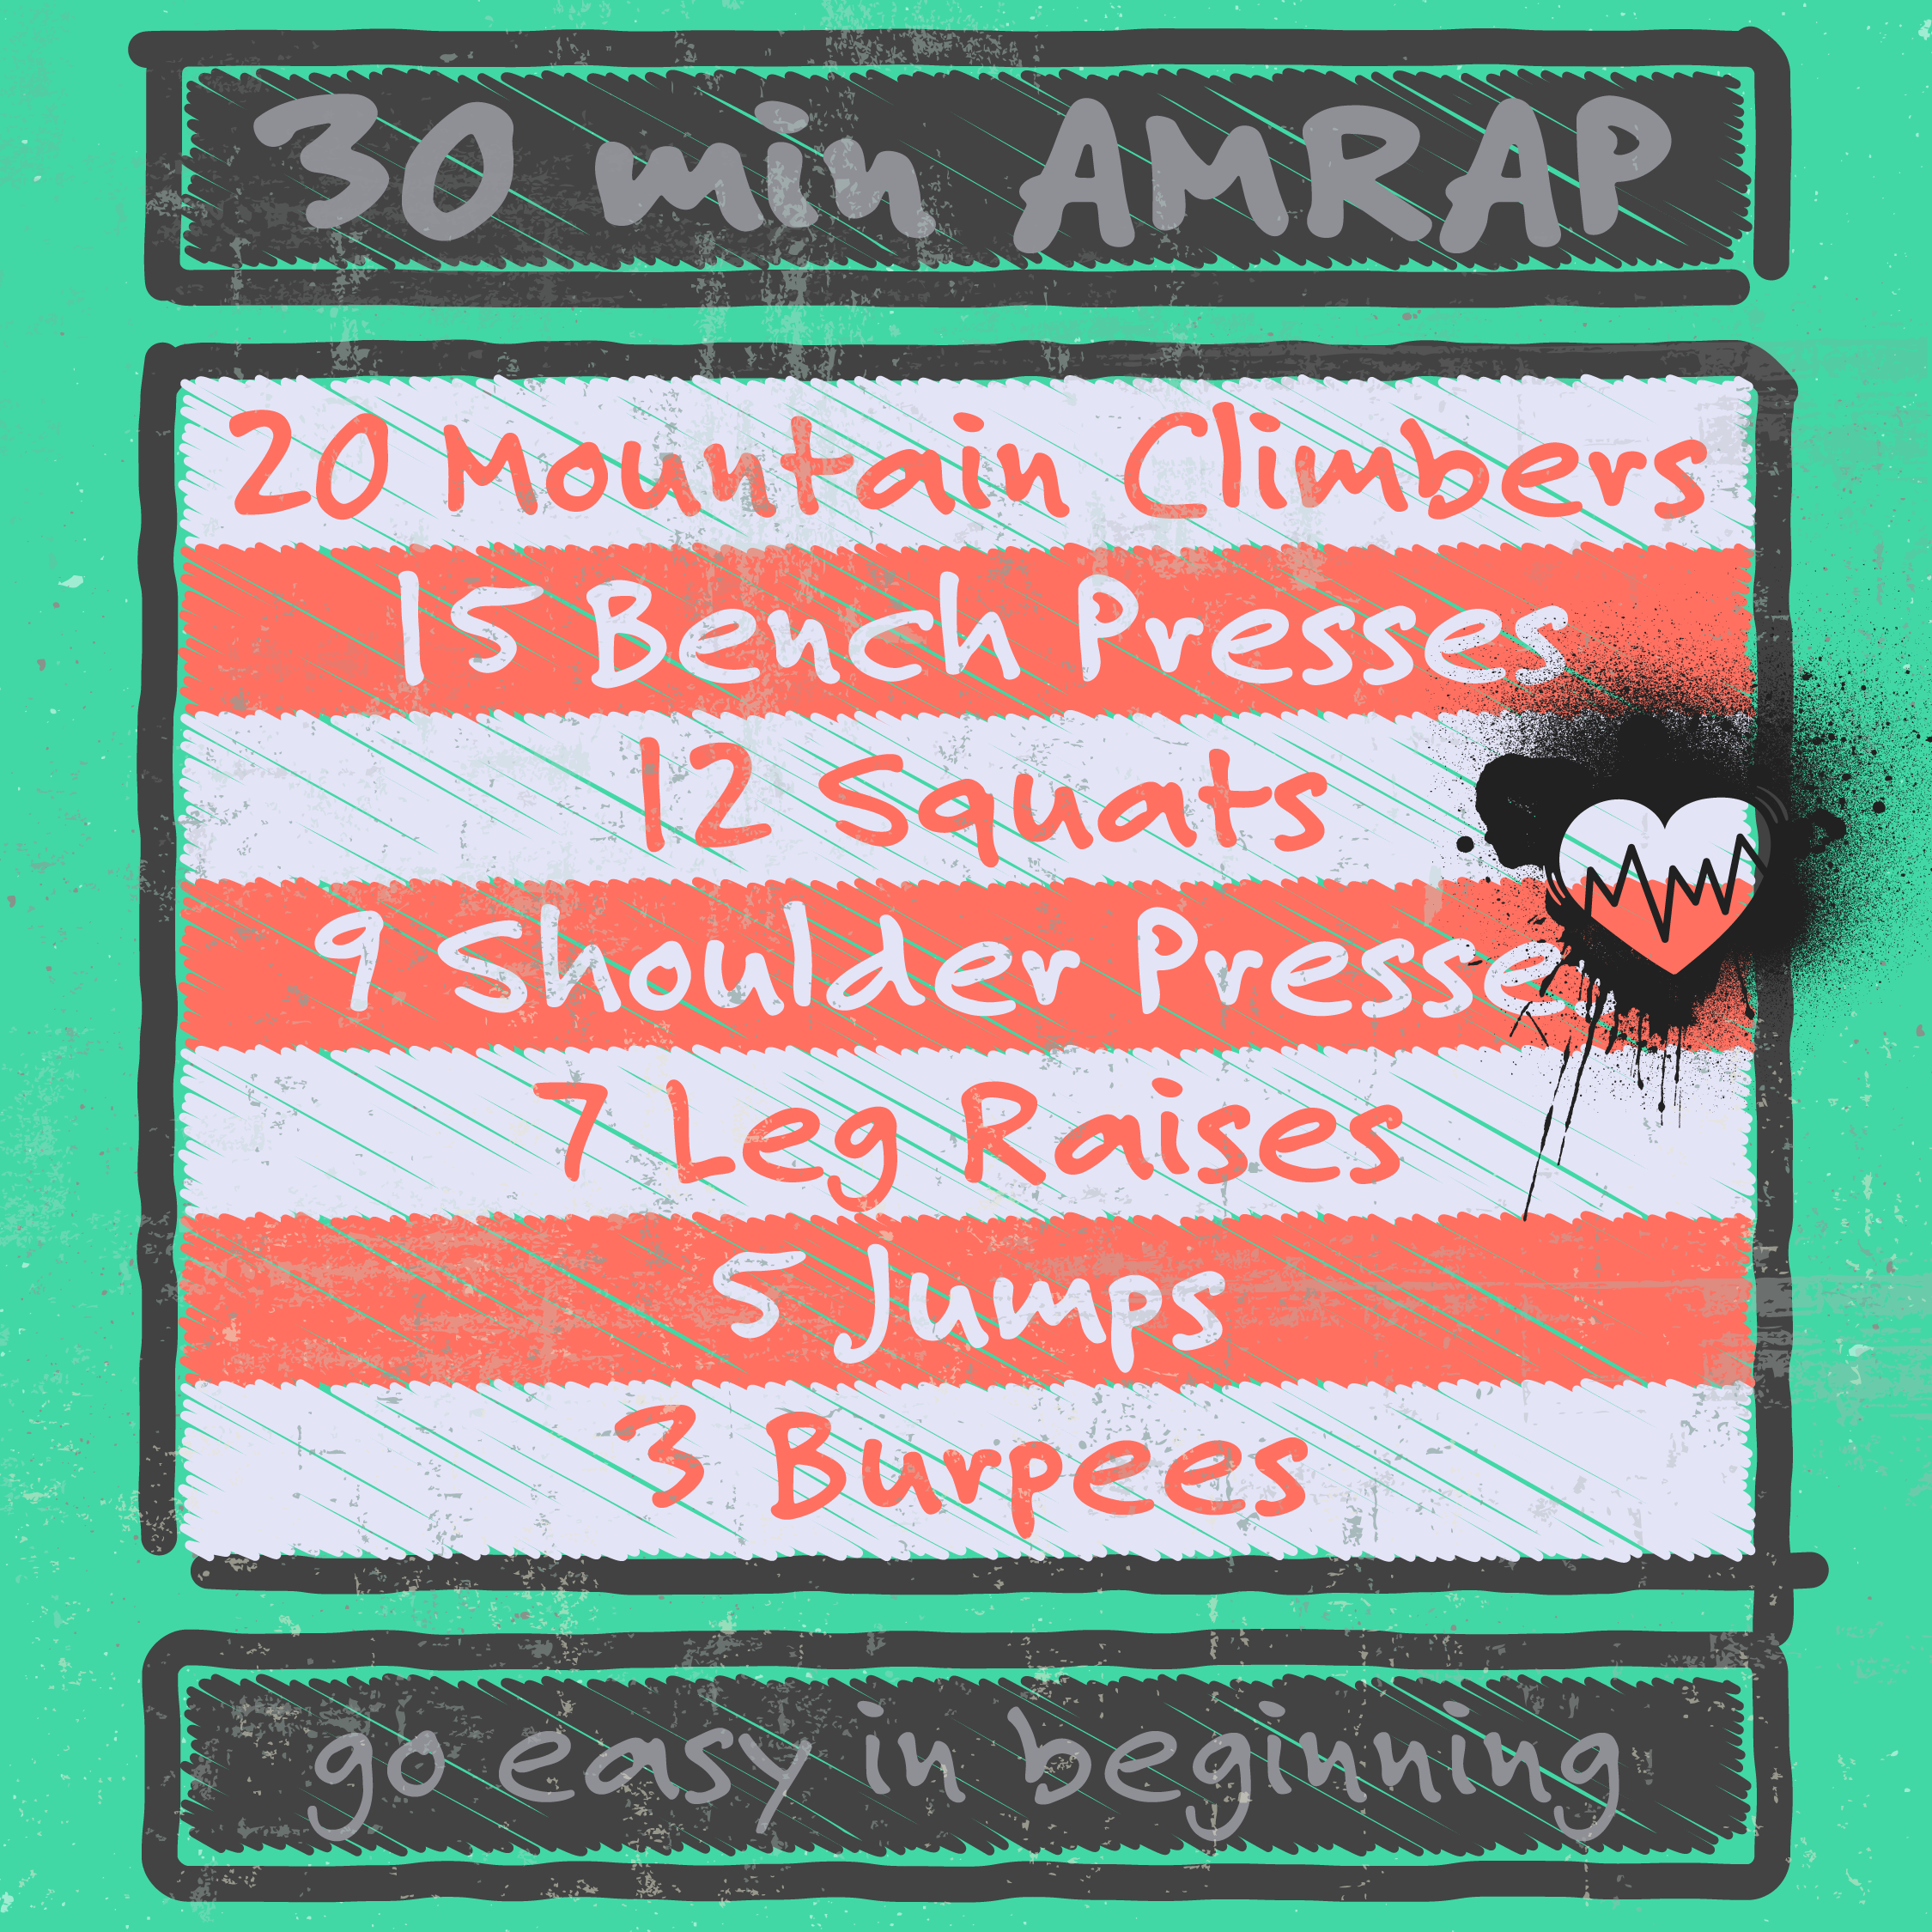 30 min AMRAP
20 Mountain Climbers
15 Bench Presses
12 Squats
9 Shoulder Presses
7 Leg Raises
5 Jumps
3 Burpees
go easy in beginning